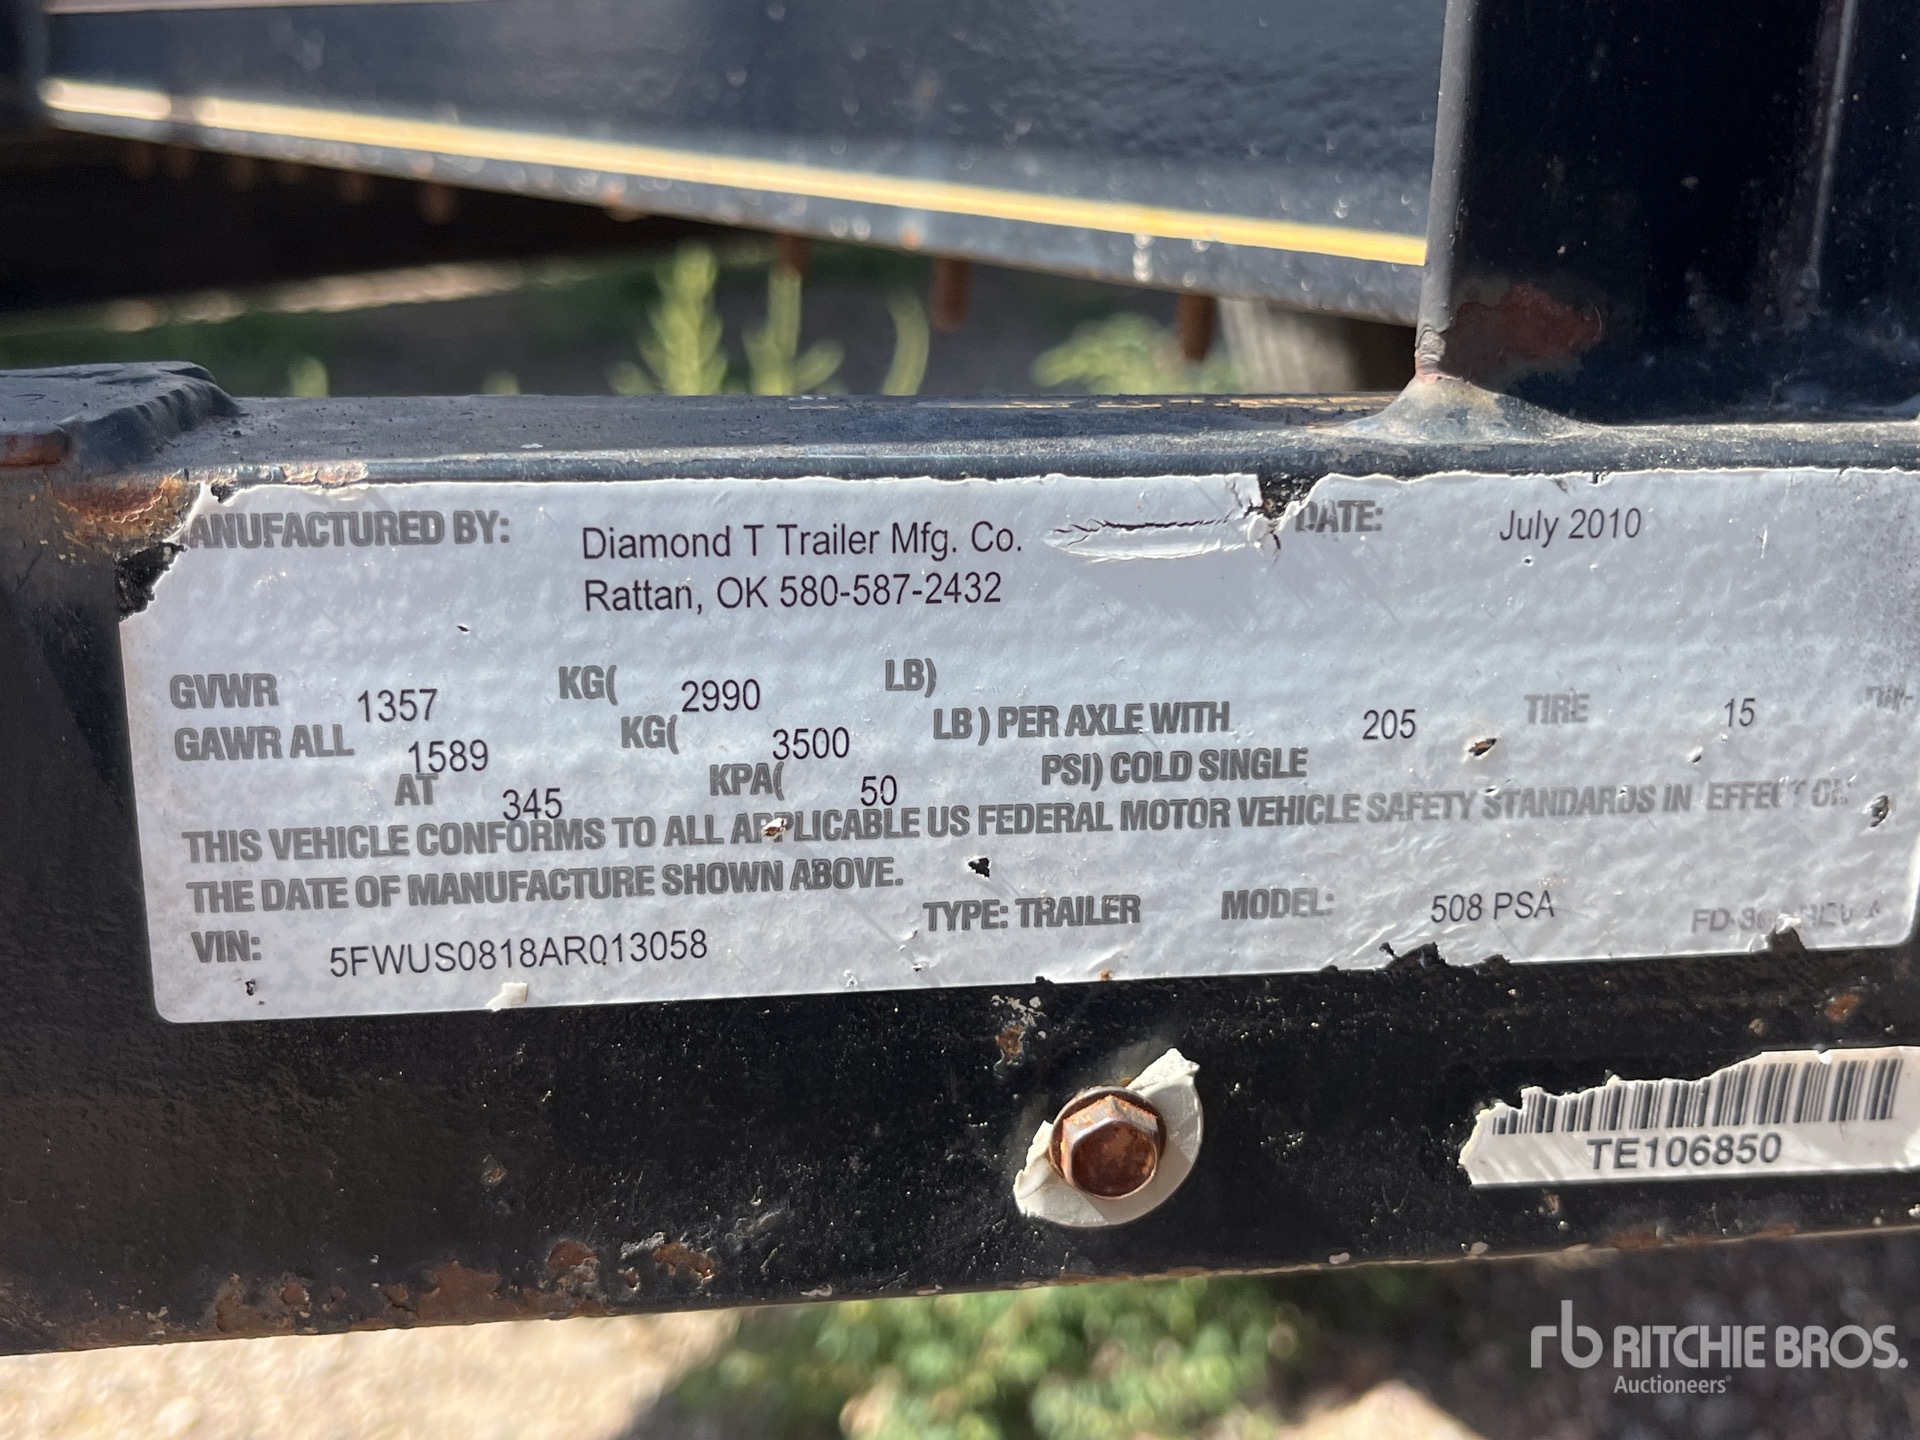 ANUFACTURED BY: Diamond T Trailer Mfg. Co. DATE: July 2010
Rattan, OK 580-587-2432
GVWR 1357 KG( 2990 LB)
GAWR ALL 1589 KG( 3500 LB ) PER AXLE WITH 205 TIRE 15
AT 345 KPA( 50 PSI) COLD SINGLE
THIS VEHICLE CONFORMS TO ALL APPLICABLE US FEDERAL MOTOR VEHICLE SAFETY STANDARDS IN EFFECT ON
THE DATE OF MANUFACTURE SHOWN ABOVE.
VIN: 5FWUS0818AR013058 TYPE: TRAILER MODEL: 508 PSA
TE106850
rb RITCHIE BROS.
Auctioneers